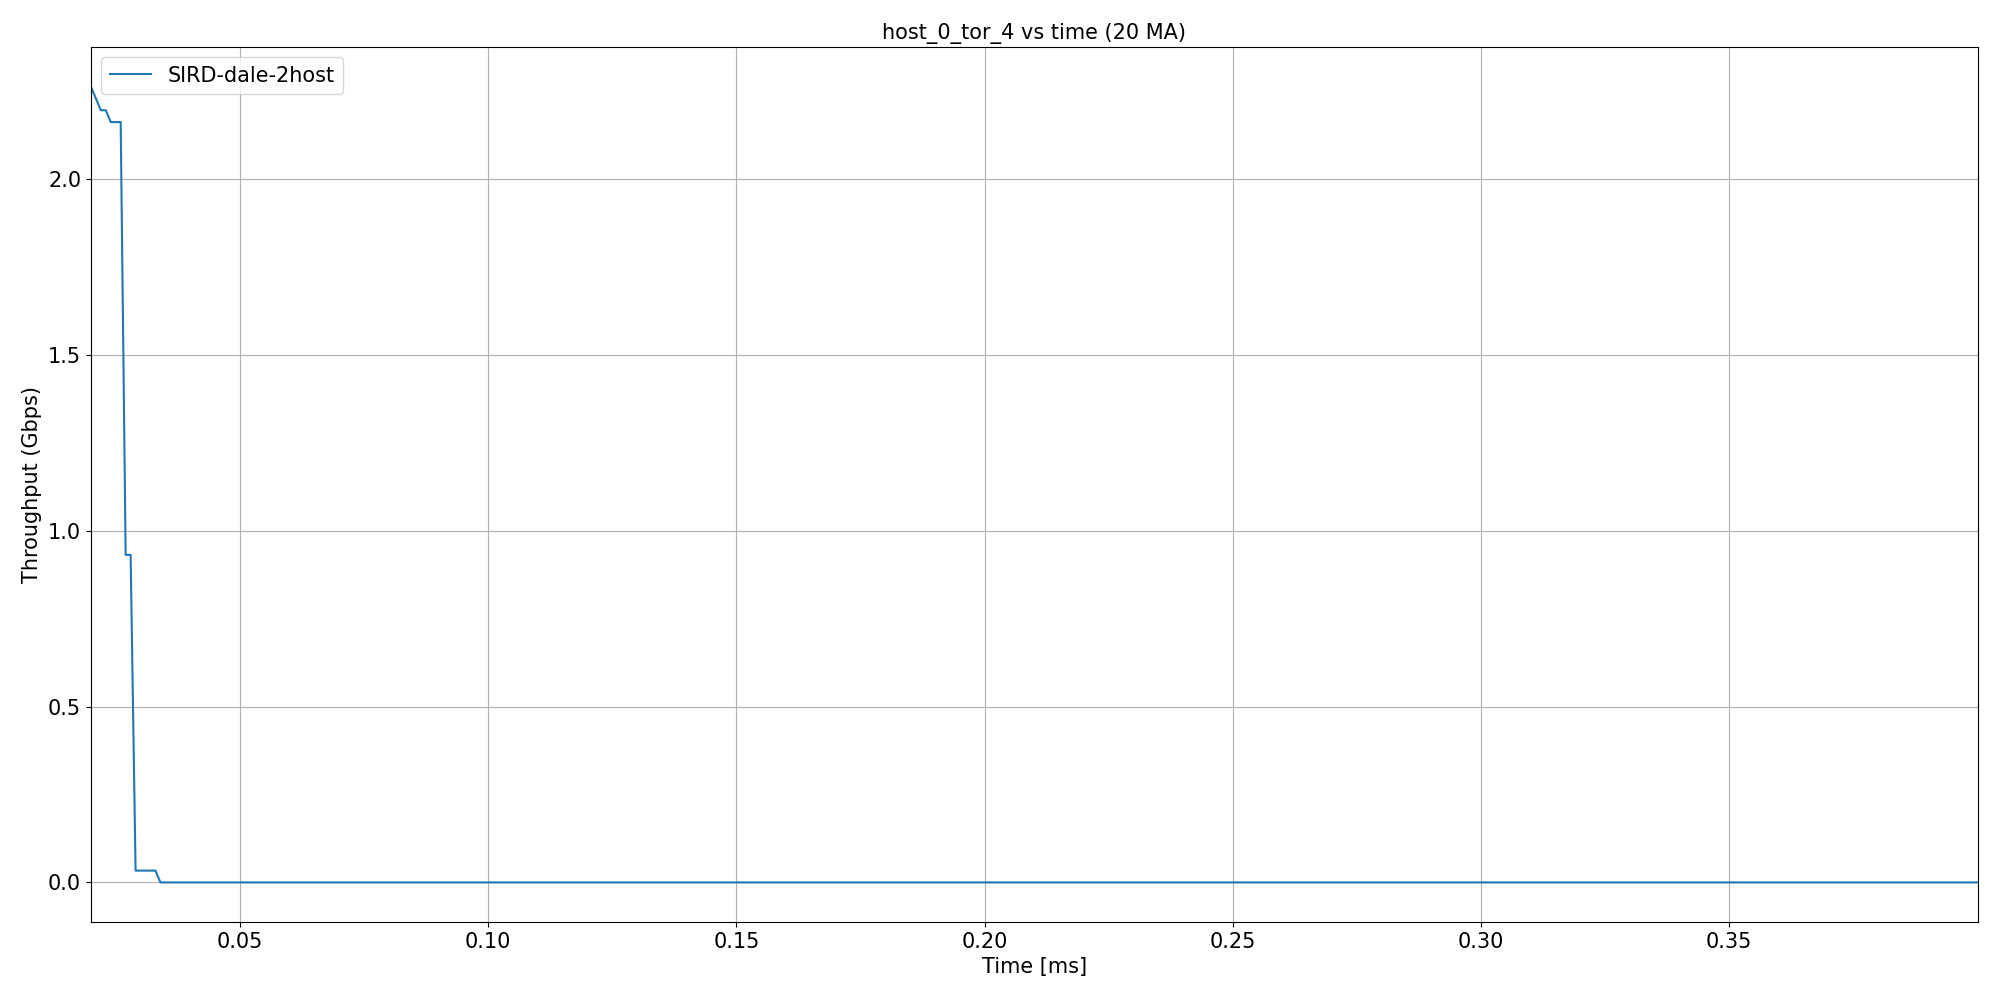 host_0_tor_4 vs time (20 MA)
SIRD-dale-2host
Throughput (Gbps)
2.0
1.5
1.0
0.5
0.0
0.05 0.10 0.15 0.20 0.25 0.30 0.35
Time [ms]